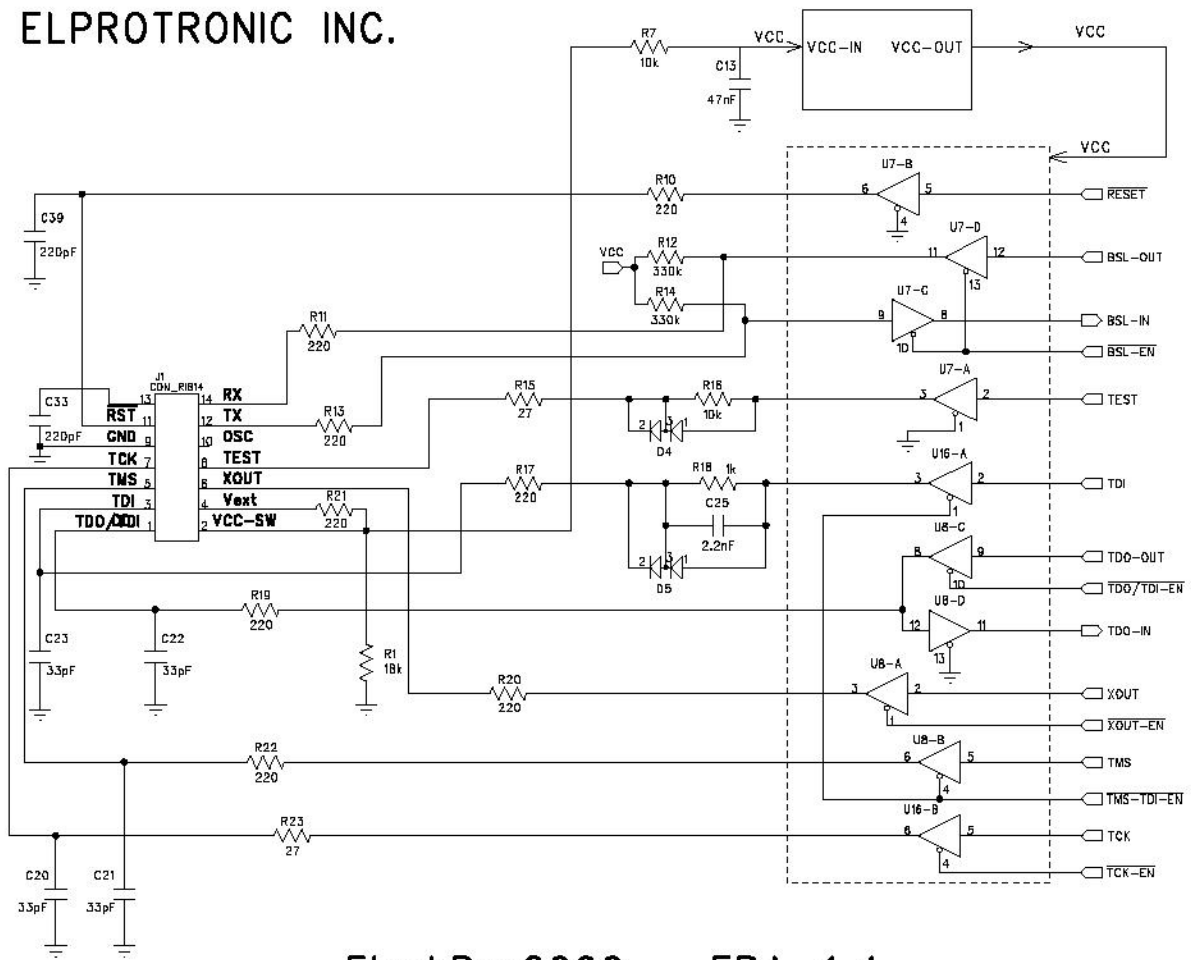 ELPROTRONIC INC.
R7
10k
VCC
VCC-IN
VCC-OUT
VCC
C13
47nF
VCC
U7-B
R10
220
6
5
4
RESET
C39
220pF
U7-D
VCC
R12
330k
11
12
13
BSL-OUT
R14
330k
U7-C
9
8
10
BSL-IN
R11
220
BSL-EN
J1
CON_RIB14
U7-A
R15
27
R16
10k
3
2
1
TEST
C33
220pF
13
14
RX
RST
11
12
TX
R13
220
GND
9
10
OSC
2
3
1
D4
TCK
7
8
TEST
U16-A
TMS
5
6
XOUT
R17
220
R18
1k
3
2
1
TDI
TDI
3
4
Vext
R21
220
C25
2.2nF
TDO/TDI
1
2
VCC-SW
U8-C
8
9
10
TDO-OUT
2
3
1
D5
TDO/TDI-EN
R19
220
U8-D
12
11
13
TDO-IN
C23
33pF
C22
33pF
R1
18k
U8-A
R20
220
3
2
1
XOUT
XOUT-EN
R22
220
U8-B
6
5
4
TMS
TMS-TDI-EN
U16-B
R23
27
6
5
4
TCK
C20
33pF
C21
33pF
TCK-EN